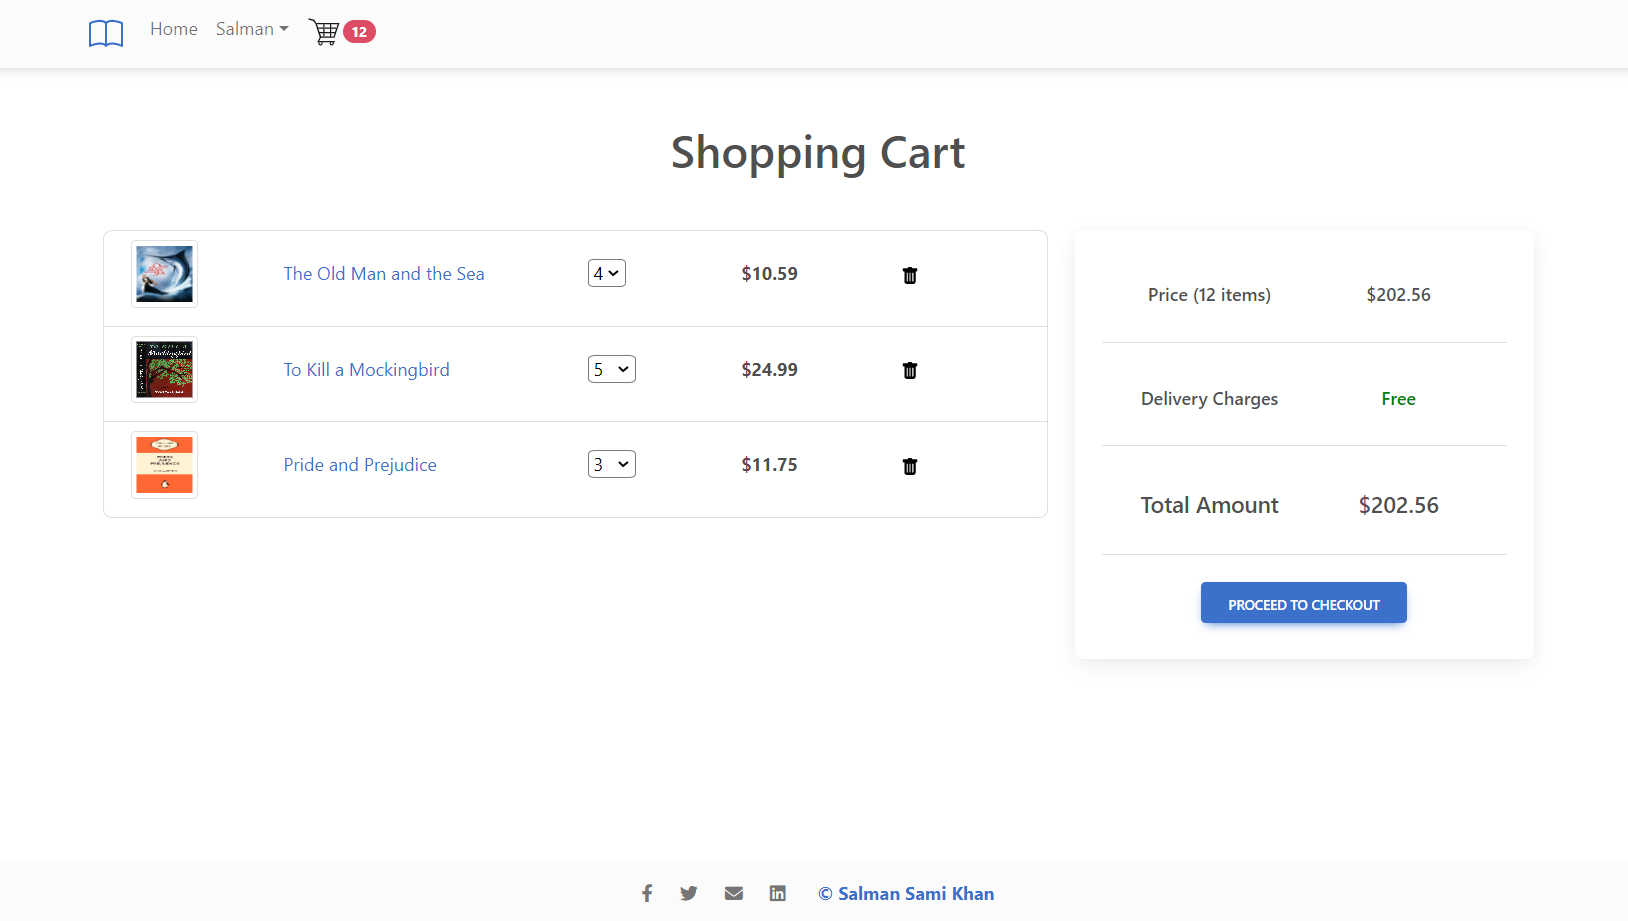 Home Salman 12
Shopping Cart
The Old Man and the Sea 4 $10.59
To Kill a Mockingbird 5 $24.99
Pride and Prejudice 3 $11.75
Price (12 items) $202.56
Delivery Charges Free
Total Amount $202.56
PROCEED TO CHECKOUT
© Salman Sami Khan